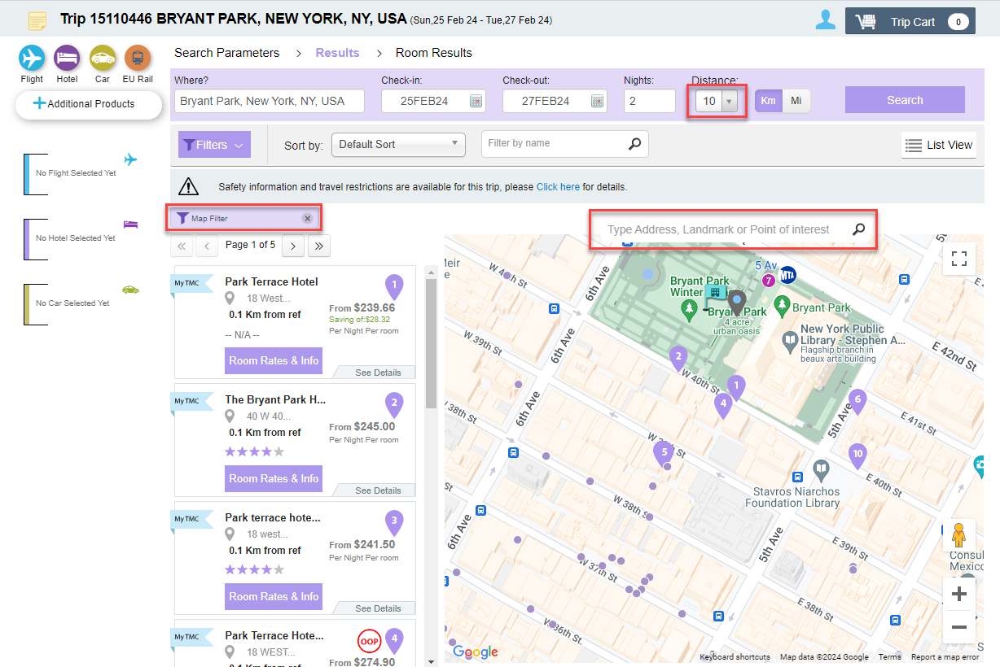 Trip 15110446 BRYANT PARK, NEW YORK, NY, USA (Sun,25 Feb 24 - Tue,27 Feb 24)
Trip Cart 0
Flight Hotel Car EU Rail
Additional Products
Search Parameters > Results > Room Results
Where? Check-in: Check-out: Nights: Distance:
Bryant Park, New York, NY, USA 25FEB24 27FEB24 2 10 Km Mi Search
Filters Sort by: Default Sort Filter by name List View
Safety information and travel restrictions are available for this trip, please Click here for details.
No Flight Selected Yet
No Hotel Selected Yet
No Car Selected Yet
Map Filter
Page 1 of 5
Type Address, Landmark or Point of interest
My TMC
Park Terrace Hotel
1
18 West...
0.1 Km from ref
From $239.66
Saving of:$28.32
Per Night Per room
-- N/A --
Room Rates & Info
See Details
My TMC
The Bryant Park H...
2
40 W 40...
0.1 Km from ref
From $245.00
Per Night Per room
Room Rates & Info
See Details
My TMC
Park terrace hote...
3
18 west...
0.1 Km from ref
From $241.50
Per Night Per room
Room Rates & Info
See Details
My TMC
Park Terrace Hote...
OOP
4
18 WEST...
0.1 Km from ref
From $274.90
5 Av
7
MTA
6th Ave
Bryant Park
Winter
Bryant Park
4 acre
urban oasis
Bryant Park
New York Public
Library - Stephen A...
Flagship branch in
beaux arts building
E 42nd St
W 39th St
6th Ave
2
W 40th St
1
4
6
5th Ave
E 41st St
6th Ave
5
10
E 40th St
W 38th St
Stavros Niarchos
Foundation Library
6th Ave
5th Ave
E 39th St
W 37th St
Mexico
E 38th St
W 36th St
Google
Keyboard shortcuts Map data ©2024 Google Terms Report a map error